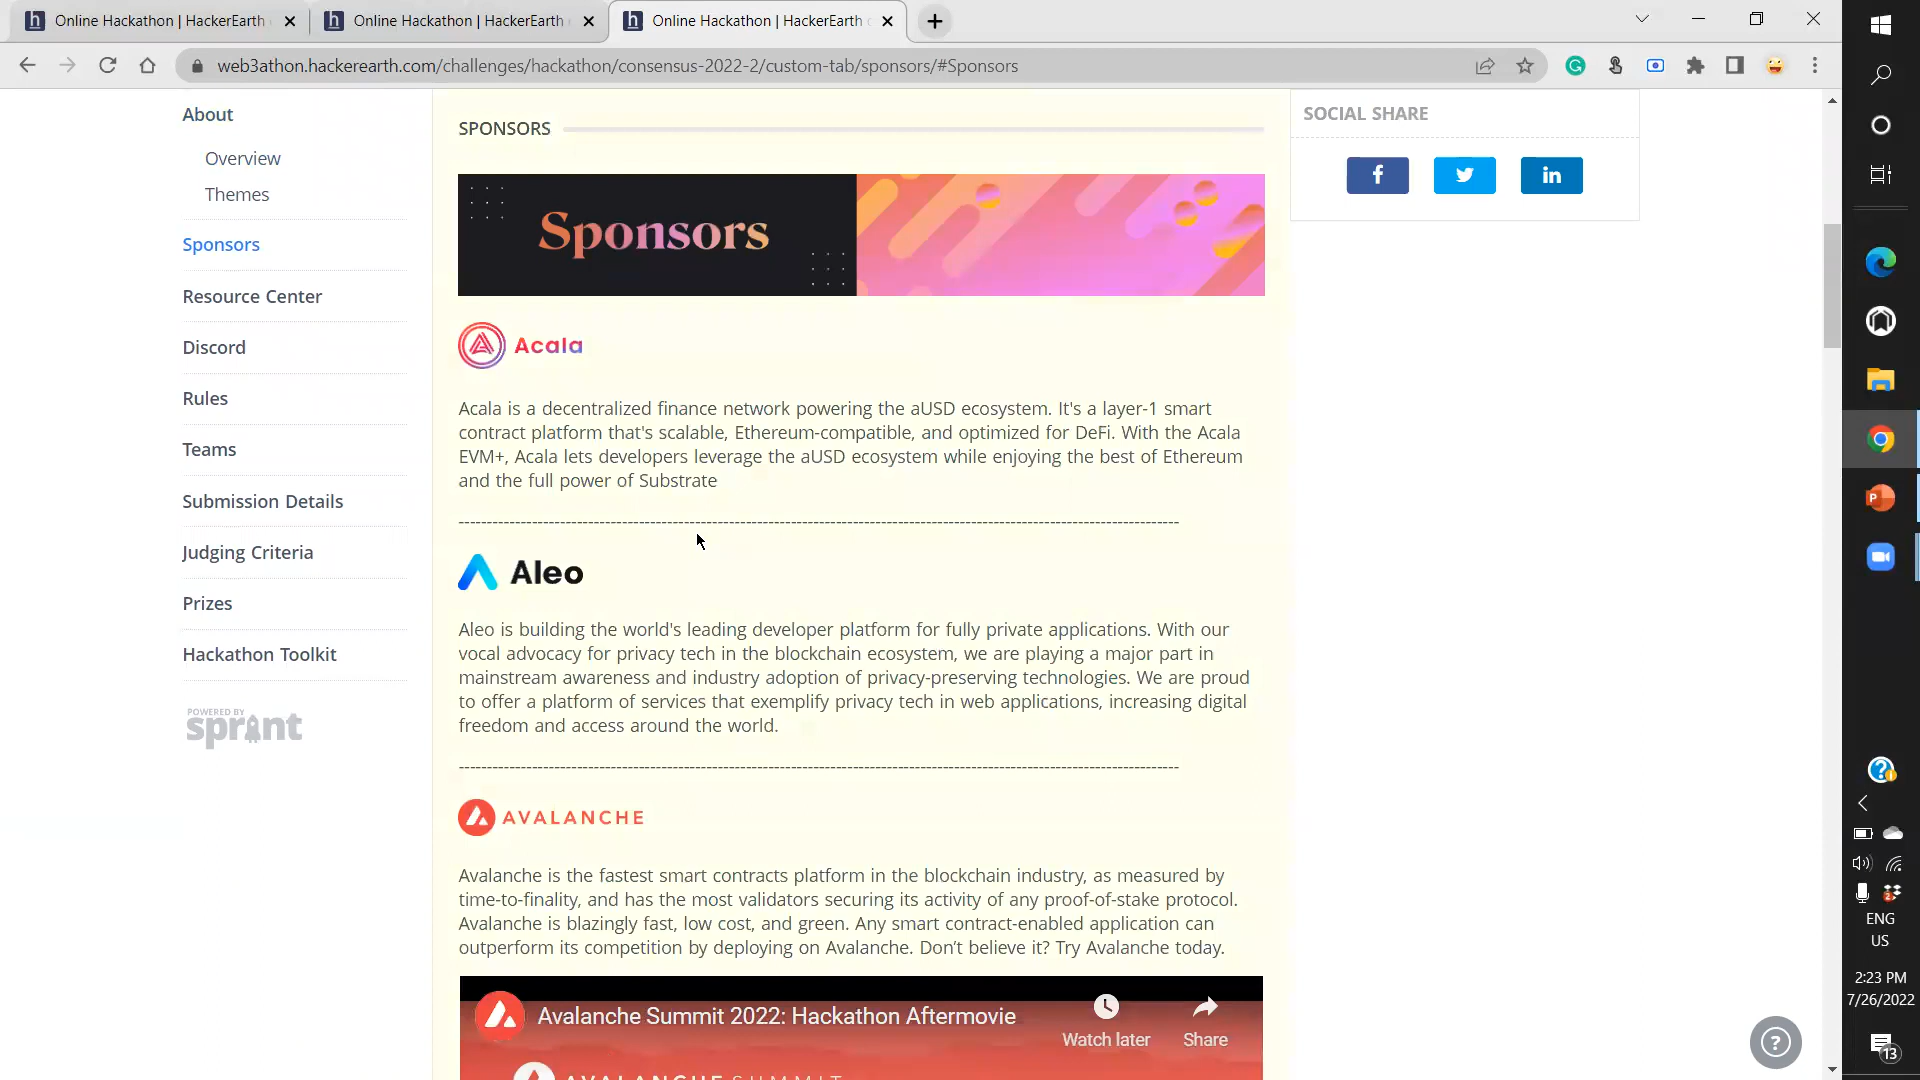 Online Hackathon | HackerEarth
Online Hackathon | HackerEarth
Online Hackathon | HackerEarth
web3athon.hackerearth.com/challenges/hackathon/consensus-2022-2/custom-tab/sponsors/#Sponsors
About
Overview
Themes
Sponsors
Resource Center
Discord
Rules
Teams
Submission Details
Judging Criteria
Prizes
Hackathon Toolkit
POWERED BY
sprint
SPONSORS
Sponsors
Acala
Acala is a decentralized finance network powering the aUSD ecosystem. It's a layer-1 smart
contract platform that's scalable, Ethereum-compatible, and optimized for DeFi. With the Acala
EVM+, Acala lets developers leverage the aUSD ecosystem while enjoying the best of Ethereum
and the full power of Substrate
Aleo
Aleo is building the world's leading developer platform for fully private applications. With our
vocal advocacy for privacy tech in the blockchain ecosystem, we are playing a major part in
mainstream awareness and industry adoption of privacy-preserving technologies. We are proud
to offer a platform of services that exemplify privacy tech in web applications, increasing digital
freedom and access around the world.
AVALANCHE
Avalanche is the fastest smart contracts platform in the blockchain industry, as measured by
time-to-finality, and has the most validators securing its activity of any proof-of-stake protocol.
Avalanche is blazingly fast, low cost, and green. Any smart contract-enabled application can
outperform its competition by deploying on Avalanche. Don't believe it? Try Avalanche today.
Avalanche Summit 2022: Hackathon Aftermovie
Watch later
Share
AVALANCHE SUMMIT
SOCIAL SHARE
ENG
US
2:23 PM
7/26/2022
13